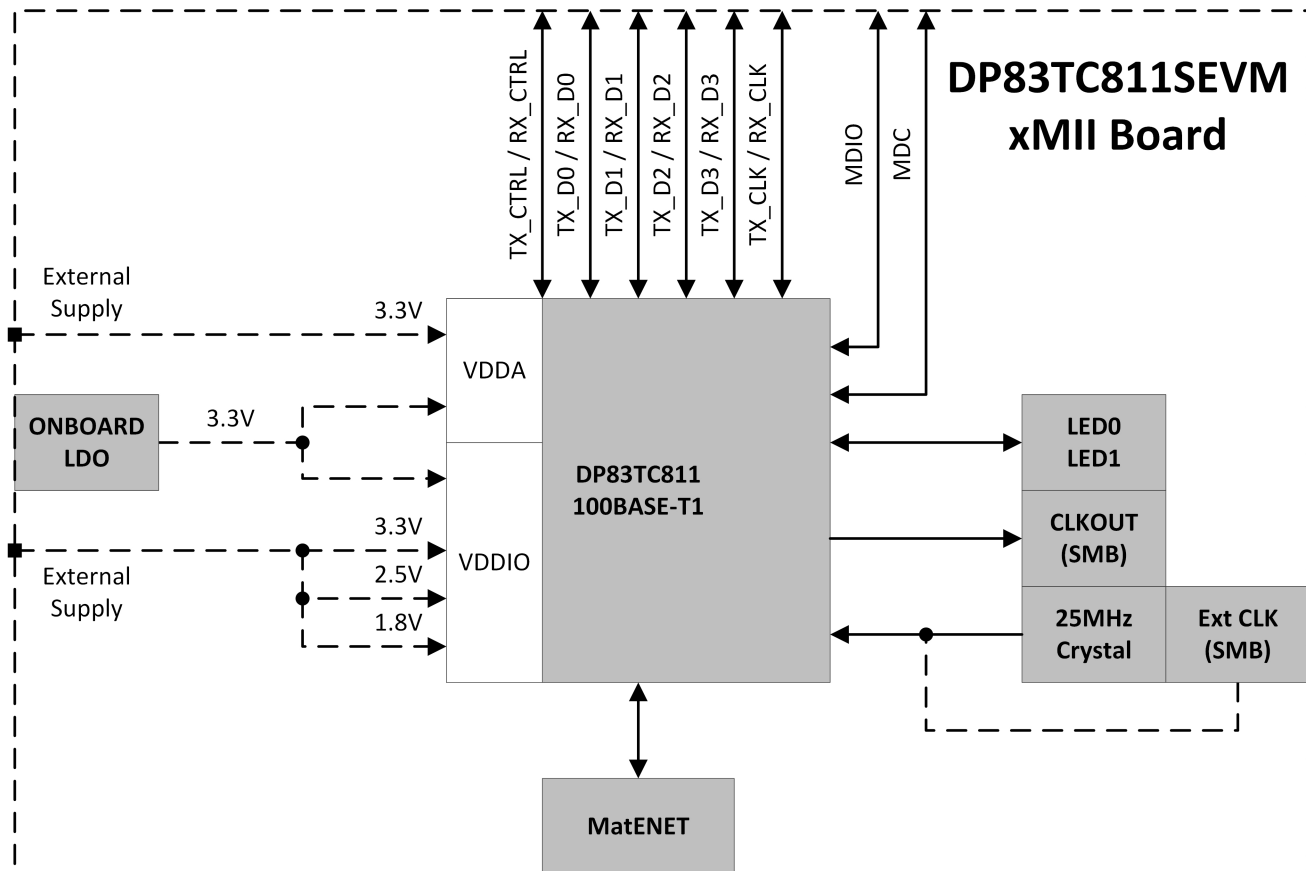 DP83TC811SEVM
xMII Board
TX_CTRL / RX_CTRL
TX_D0 / RX_D0
TX_D1 / RX_D1
TX_D2 / RX_D2
TX_D3 / RX_D3
TX_CLK / RX_CLK
MDIO
MDC
External
Supply
3.3V
VDDA
ONBOARD
LDO
3.3V
DP83TC811
100BASE-T1
LED0
LED1
3.3V
VDDIO
2.5V
1.8V
External
Supply
CLKOUT
(SMB)
25MHz
Crystal
Ext CLK
(SMB)
MatENET